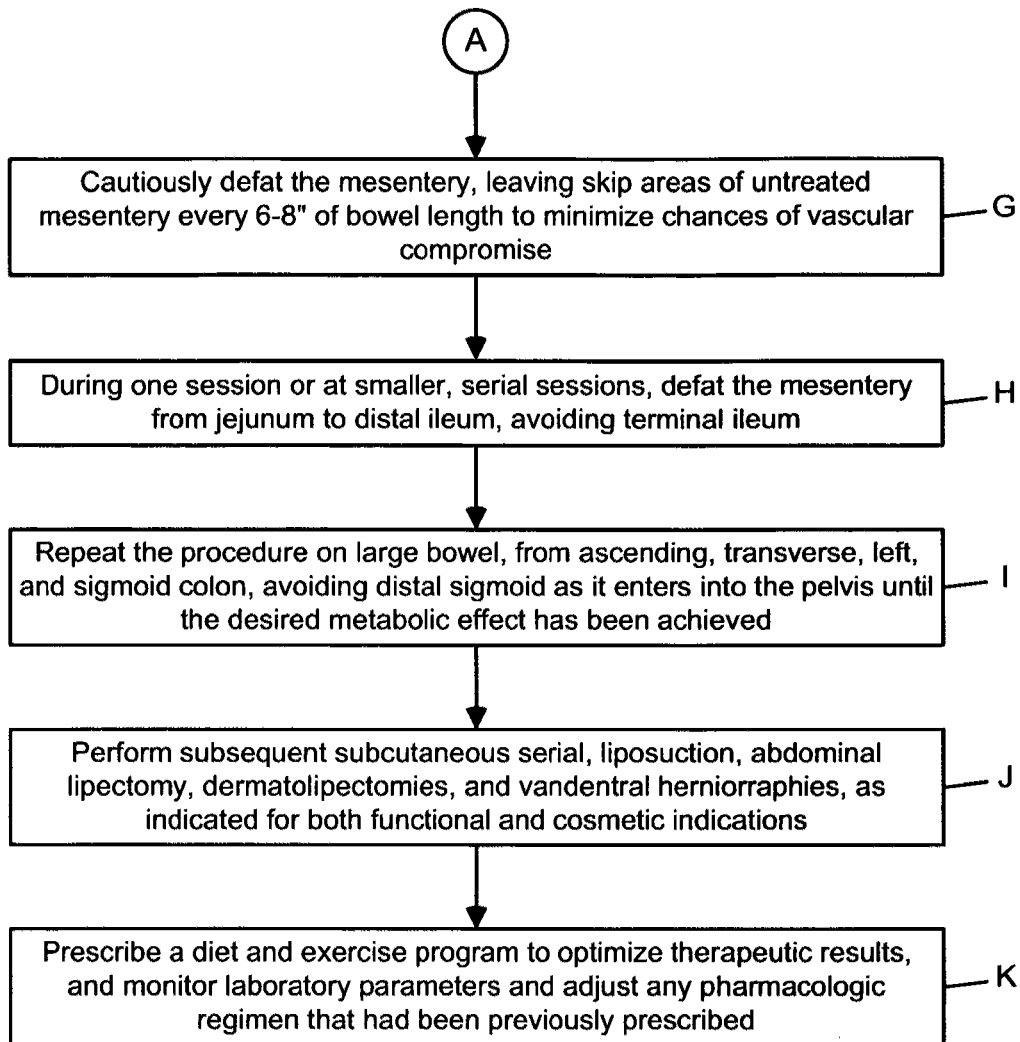 A
Cautiously defat the mesentery, leaving skip areas of untreated
mesentery every 6-8" of bowel length to minimize chances of vascular
compromise
G
During one session or at smaller, serial sessions, defat the mesentery
from jejunum to distal ileum, avoiding terminal ileum
H
Repeat the procedure on large bowel, from ascending, transverse, left,
and sigmoid colon, avoiding distal sigmoid as it enters into the pelvis until
the desired metabolic effect has been achieved
I
Perform subsequent subcutaneous serial, liposuction, abdominal
lipectomy, dermatolipectomies, and vandentral herniorraphies, as
indicated for both functional and cosmetic indications
J
Prescribe a diet and exercise program to optimize therapeutic results,
and monitor laboratory parameters and adjust any pharmacologic
regimen that had been previously prescribed
K